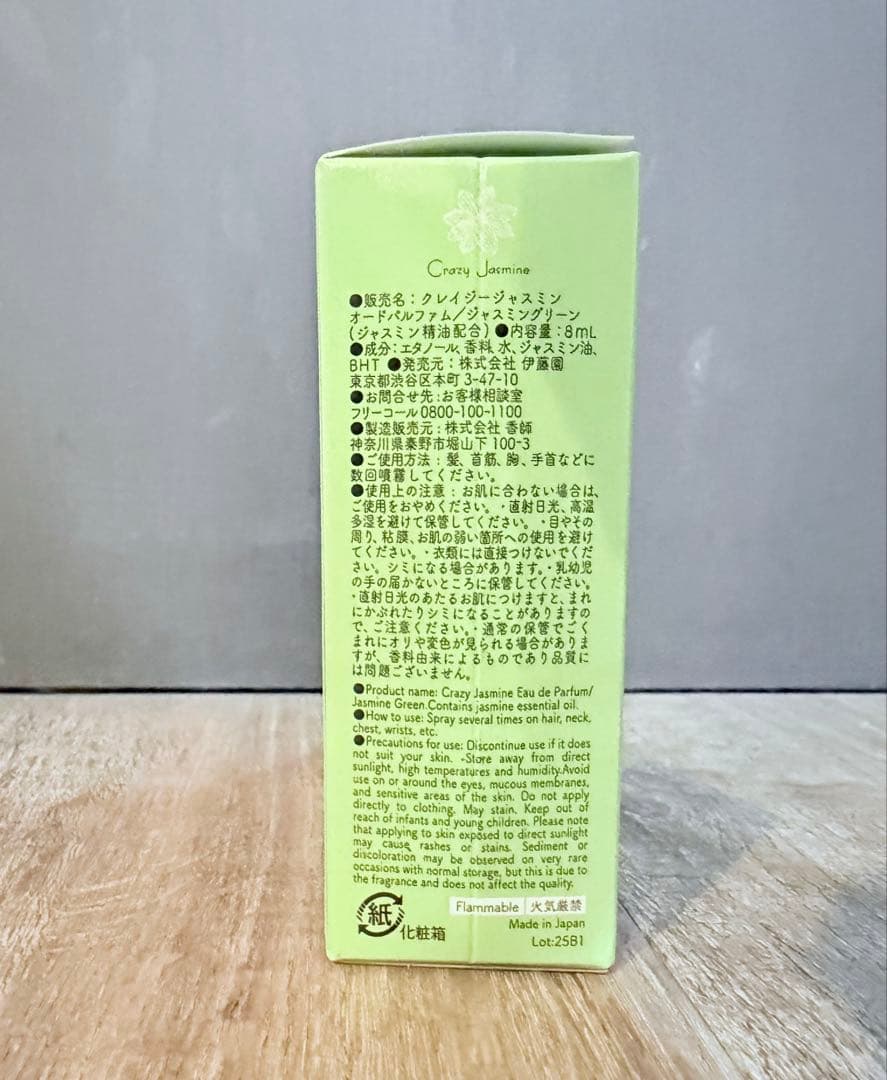 Crazy Jasmine
●販売名：クレイジージャスミン
オードパルファム／ジャスミングリーン
(ジャスミン精油配合) ●内容量：8mL
●成分：エタノール、香料、水、ジャスミン油、
BHT ●発売元：株式会社 伊藤園
東京都渋谷区本町 3-47-10
●お問合せ先：お客様相談室
フリーコール 0800-100-1100
●製造販売元：株式会社 香師
神奈川県秦野市堀山下 100-3
●ご使用方法：髪、首筋、胸、手首などに
数回噴霧してください。
●使用上の注意：お肌に合わない場合は、
ご使用をおやめください。・直射日光、高温
多湿を避けて保管してください。・目やその
周り、粘膜、お肌の弱い箇所への使用を避け
てください。・衣類には直接つけないでくだ
さい。シミになる場合があります。・乳幼児
の手の届かないところに保管してください。
・直射日光のあたるお肌につけますと、まれ
にかぶれたりシミになることがありますの
で、ご注意ください。・通常の保管でごく
まれにオリや変色が見られる場合がありま
すが、香料由来によるものであり品質に
は問題ございません。
●Product name: Crazy Jasmine Eau de Parfum/
Jasmine Green.Contains jasmine essential oil.
●How to use: Spray several times on hair, neck,
chest, wrists, etc.
●Precautions for use: Discontinue use if it does
not suit your skin. -Store away from direct
sunlight, high temperatures and humidity.Avoid
use on or around the eyes, mucous membranes,
and sensitive areas of the skin. Do not apply
directly to clothing. May stain. Keep out of
reach of infants and young children. Please note
that applying to skin exposed to direct sunlight
may cause rashes or stains. Sediment or
discoloration may be observed on very rare
occasions with normal storage, but this is due to
the fragrance and does not affect the quality.
Flammable 火気厳禁
紙 化粧箱
Made in Japan
Lot:25B1